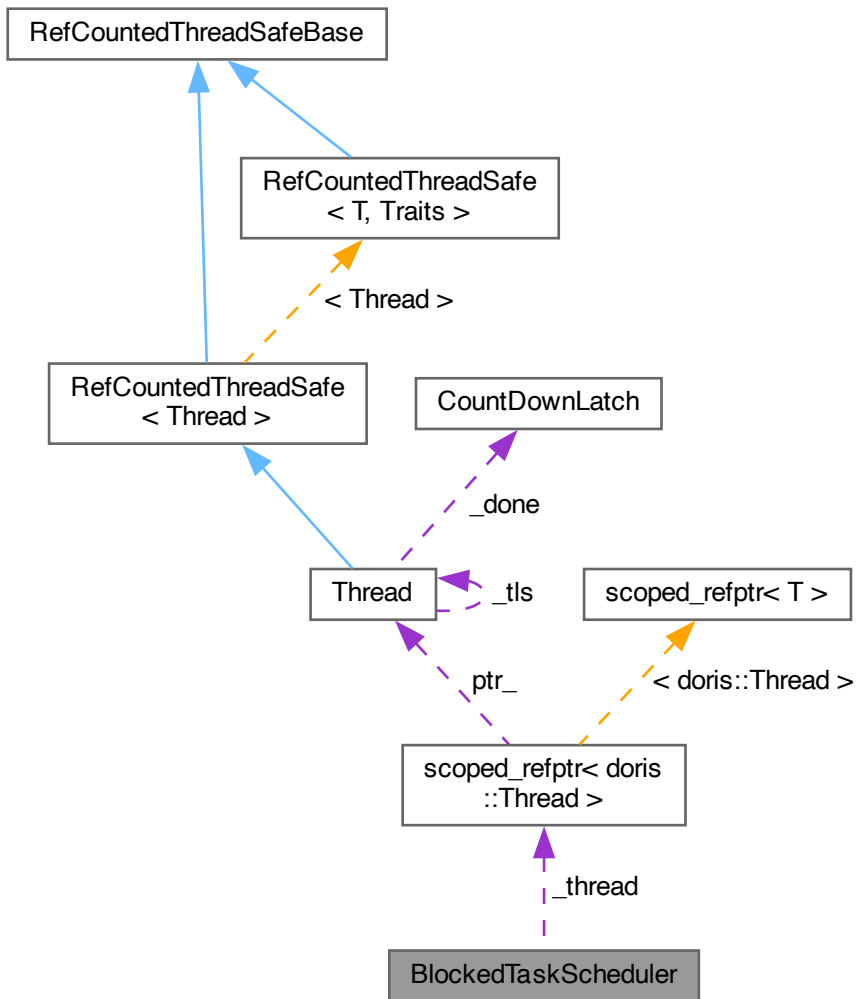 RefCountedThreadSafeBase
RefCountedThreadSafe
< T, Traits >
< Thread >
RefCountedThreadSafe
< Thread >
CountDownLatch
_done
Thread
_tls
scoped_refptr< T >
ptr_
< doris::Thread >
scoped_refptr< doris
::Thread >
_thread
BlockedTaskScheduler